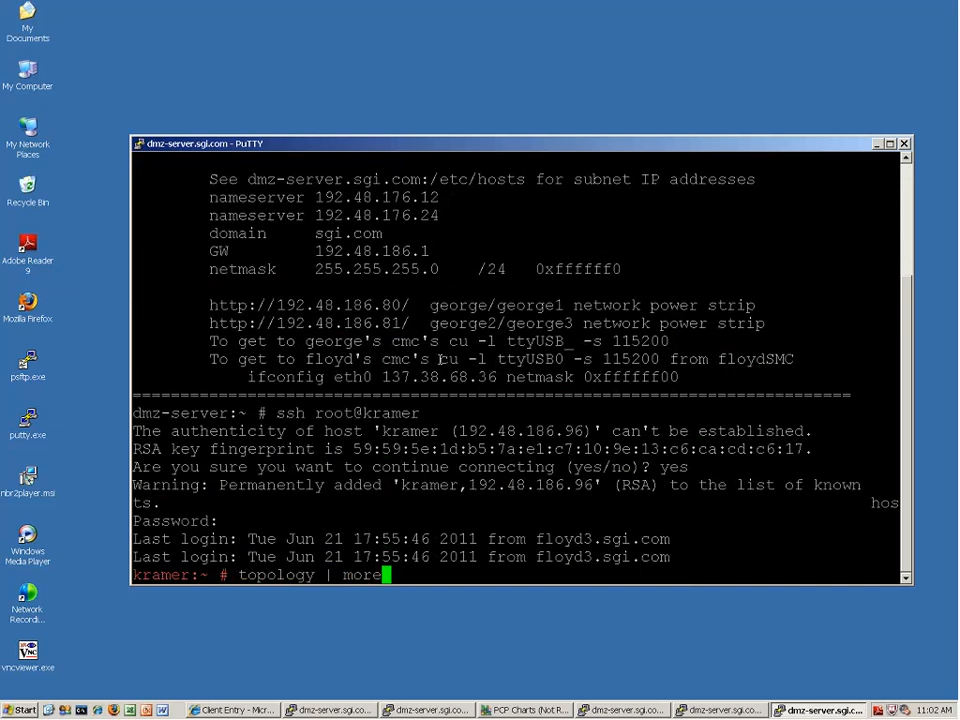 My
Documents
My Computer
My Network
Places
Recycle Bin
Adobe Reader
9
Mozilla Firefox
psftp.exe
putty.exe
nbr2player.msi
Windows
Media Player
Network
Recordi...
vncviewer.exe
dmz-server.sgi.com - PuTTY
See dmz-server.sgi.com:/etc/hosts for subnet IP addresses
nameserver 192.48.176.12
nameserver 192.48.176.24
domain sgi.com
GW 192.48.186.1
netmask 255.255.255.0 /24 0xffffff0
http://192.48.186.80/ george/george1 network power strip
http://192.48.186.81/ george2/george3 network power strip
To get to george's cmc's cu -l ttyUSB_ -s 115200
To get to floyd's cmc's cu -l ttyUSB0 -s 115200 from floydSMC
ifconfig eth0 137.38.68.36 netmask 0xffffff00
===========================================================================
dmz-server:~ # ssh root@kramer
The authenticity of host 'kramer (192.48.186.96)' can't be established.
RSA key fingerprint is 59:59:5e:1d:b5:7a:e1:c7:10:9e:13:c6:ca:cd:c6:17.
Are you sure you want to continue connecting (yes/no)? yes
Warning: Permanently added 'kramer,192.48.186.96' (RSA) to the list of known
ts. hos
Password:
Last login: Tue Jun 21 17:55:46 2011 from floyd3.sgi.com
Last login: Tue Jun 21 17:55:46 2011 from floyd3.sgi.com
kramer:~ # topology | more
Start
Client Entry - Micr...
dmz-server.sgi.co...
dmz-server.sgi.co...
PCP Charts (Not R...
dmz-server.sgi.co...
dmz-server.sgi.co...
dmz-server.sgi.c...
11:02 AM